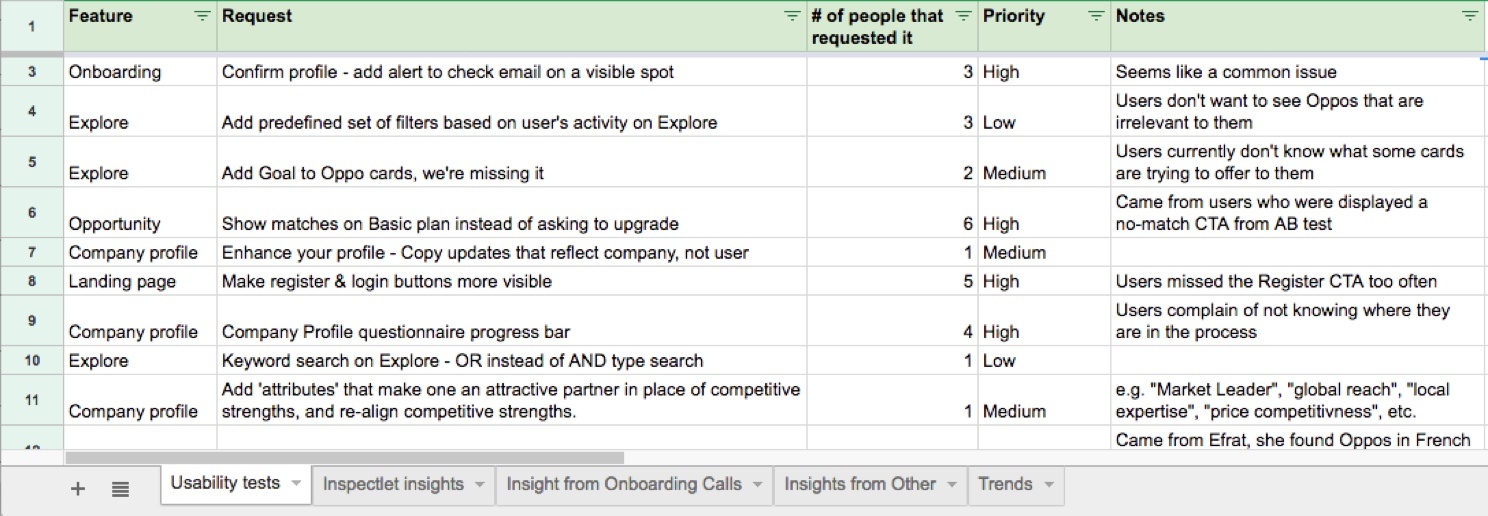 1 Feature Request # of people that requested it Priority Notes
3 Onboarding Confirm profile - add alert to check email on a visible spot 3 High Seems like a common issue
4 Explore Add predefined set of filters based on user's activity on Explore 3 Low Users don't want to see Oppos that are
irrelevant to them
5 Explore Add Goal to Oppo cards, we're missing it 2 Medium Users currently don't know what some cards
are trying to offer to them
6 Opportunity Show matches on Basic plan instead of asking to upgrade 6 High Came from users who were displayed a
no-match CTA from AB test
7 Company profile Enhance your profile - Copy updates that reflect company, not user 1 Medium
8 Landing page Make register & login buttons more visible 5 High Users missed the Register CTA too often
9 Company profile Company Profile questionnaire progress bar 4 High Users complain of not knowing where they
are in the process
10 Explore Keyword search on Explore - OR instead of AND type search 1 Low
11 Company profile Add 'attributes' that make one an attractive partner in place of competitive
strengths, and re-align competitive strengths. 1 Medium e.g. "Market Leader", "global reach", "local
expertise", "price competitivness", etc.
Came from Efrat, she found Oppos in French
Usability tests Inspectlet insights Insight from Onboarding Calls Insights from Other Trends